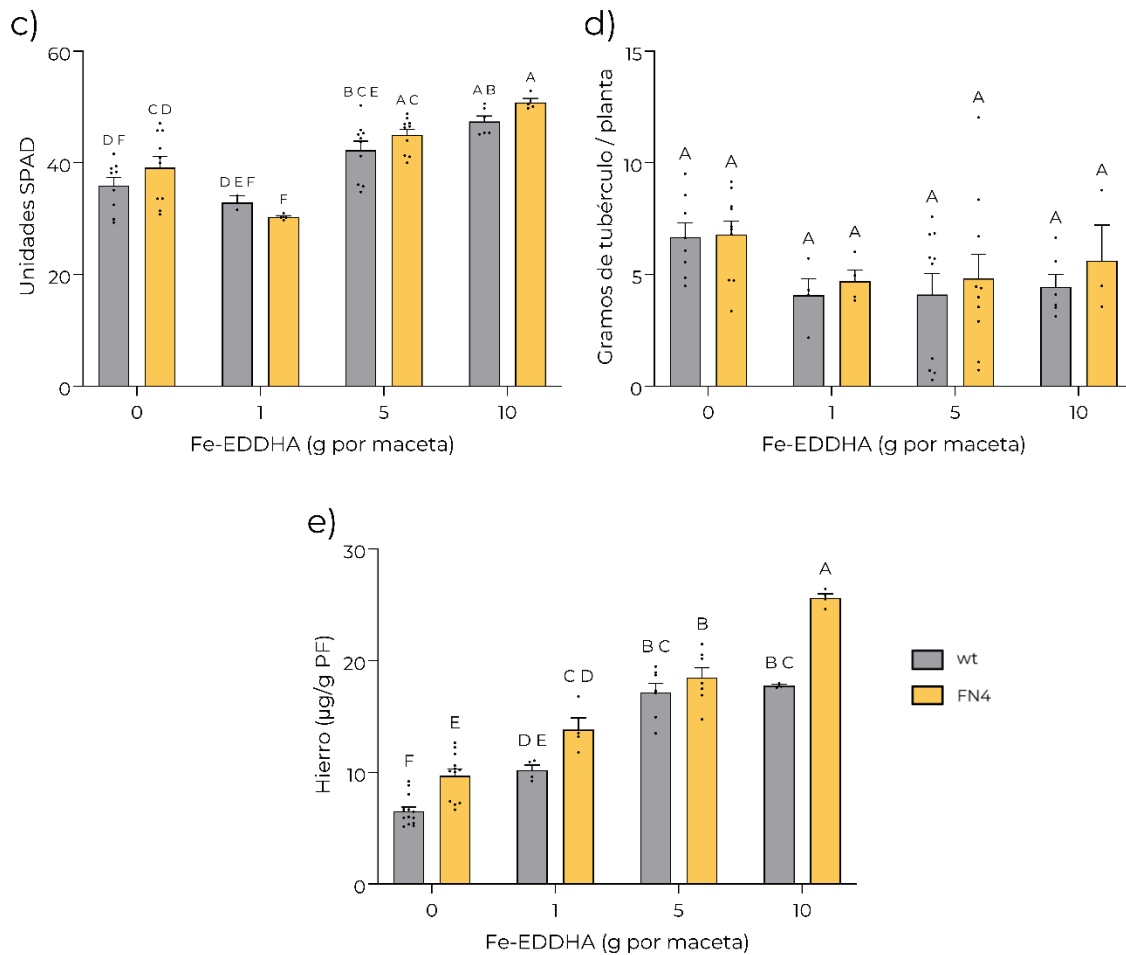 c)
Unidades SPAD
60
40
20
0
D F
C D
D E F
F
B C E
A C
A B
A
0
1
5
10
Fe-EDDHA (g por maceta)
d)
Gramos de tubérculo / planta
15
10
5
0
A
A
A
A
A
A
A
A
0
1
5
10
Fe-EDDHA (g por maceta)
e)
Hierro (µg/g PF)
30
20
10
0
F
E
D E
C D
B C
B
B C
A
0
1
5
10
Fe-EDDHA (g por maceta)
wt
FN4